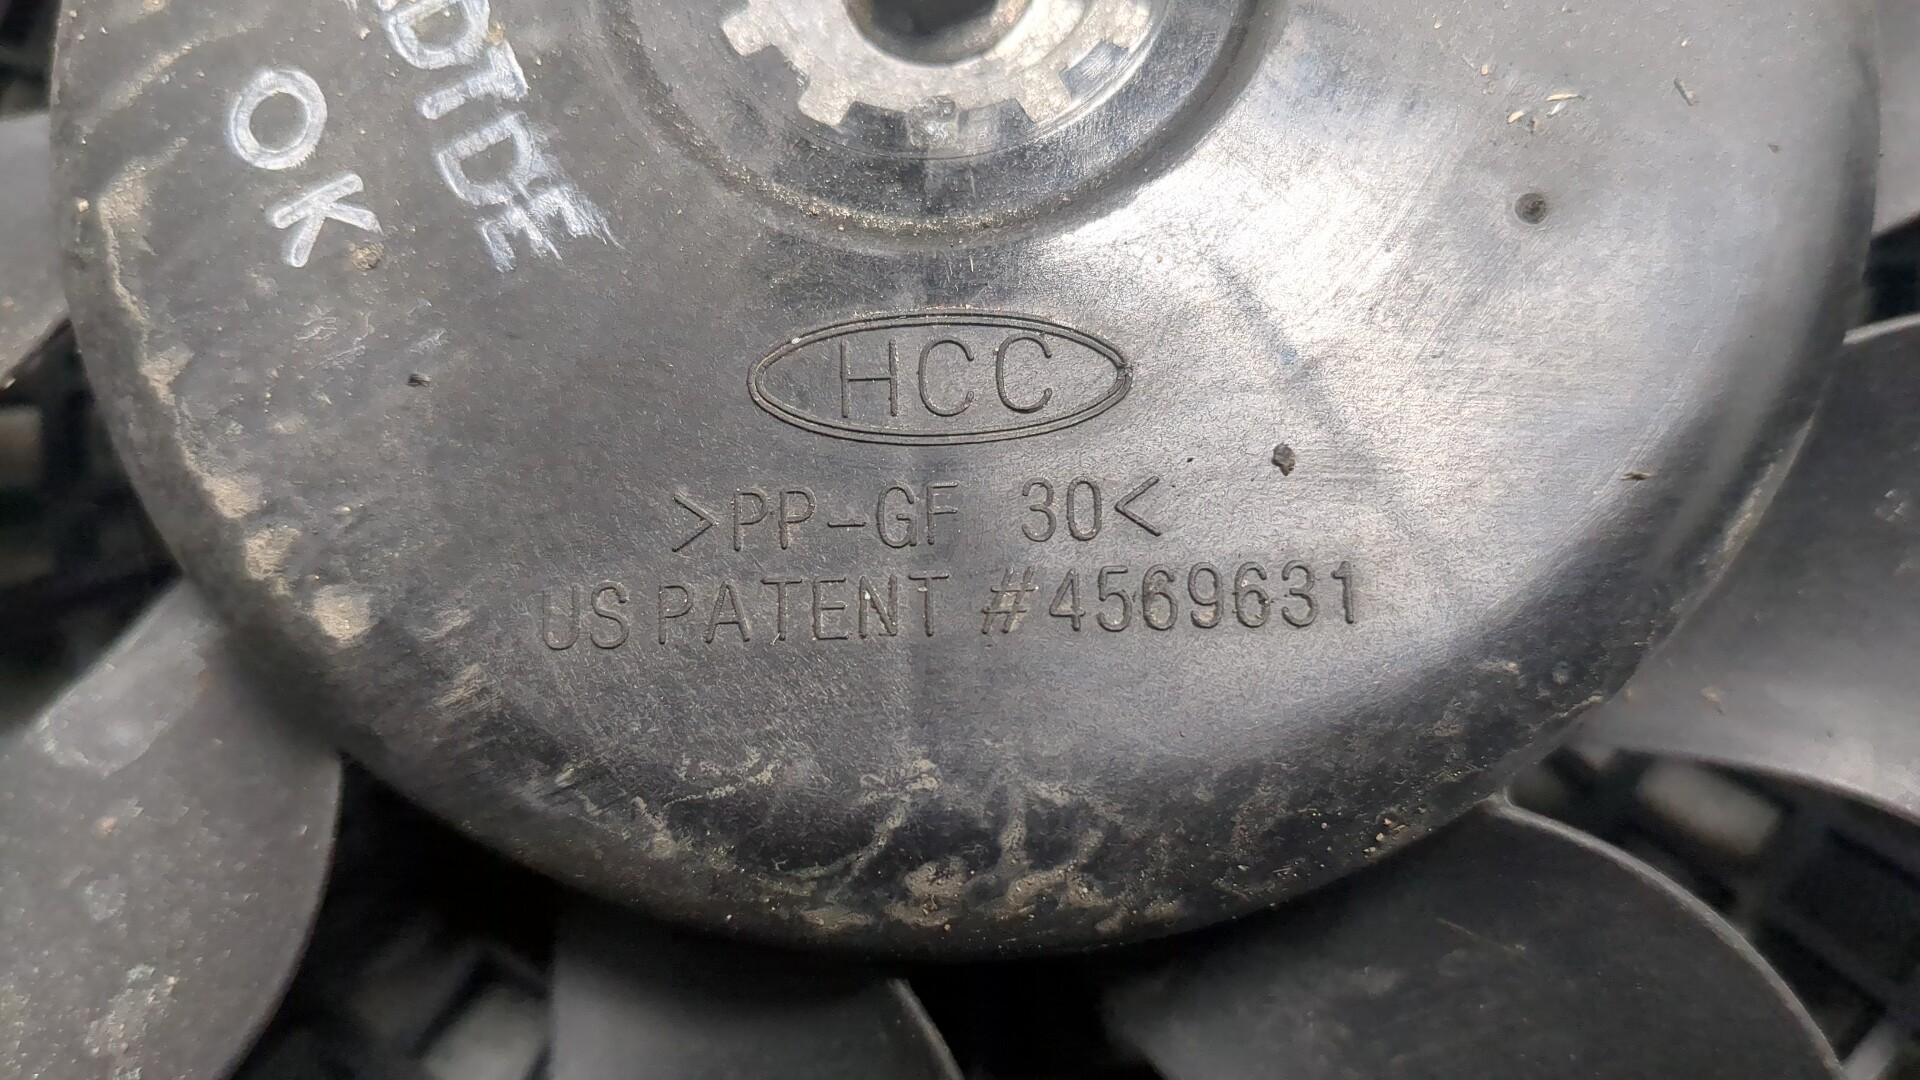 OK
HCC
>PP-GF 30<
US PATENT #4569631